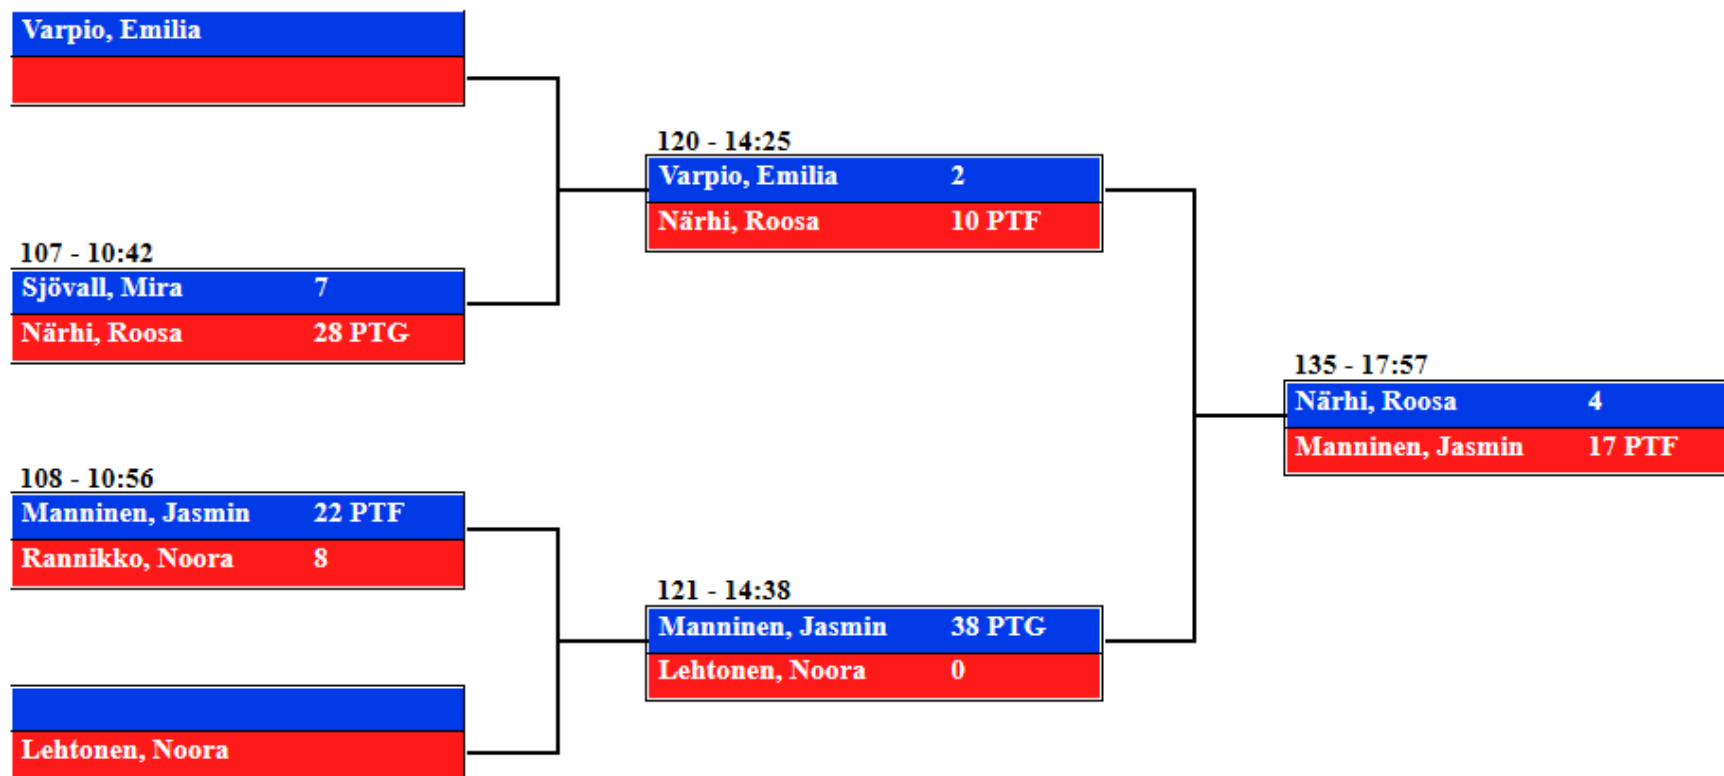 Varpio, Emilia
107 - 10:42
Sjövall, Mira 7
Närhi, Roosa 28 PTG
108 - 10:56
Manninen, Jasmin 22 PTF
Rannikko, Noora 8
Lehtonen, Noora
120 - 14:25
Varpio, Emilia 2
Närhi, Roosa 10 PTF
121 - 14:38
Manninen, Jasmin 38 PTG
Lehtonen, Noora 0
135 - 17:57
Närhi, Roosa 4
Manninen, Jasmin 17 PTF